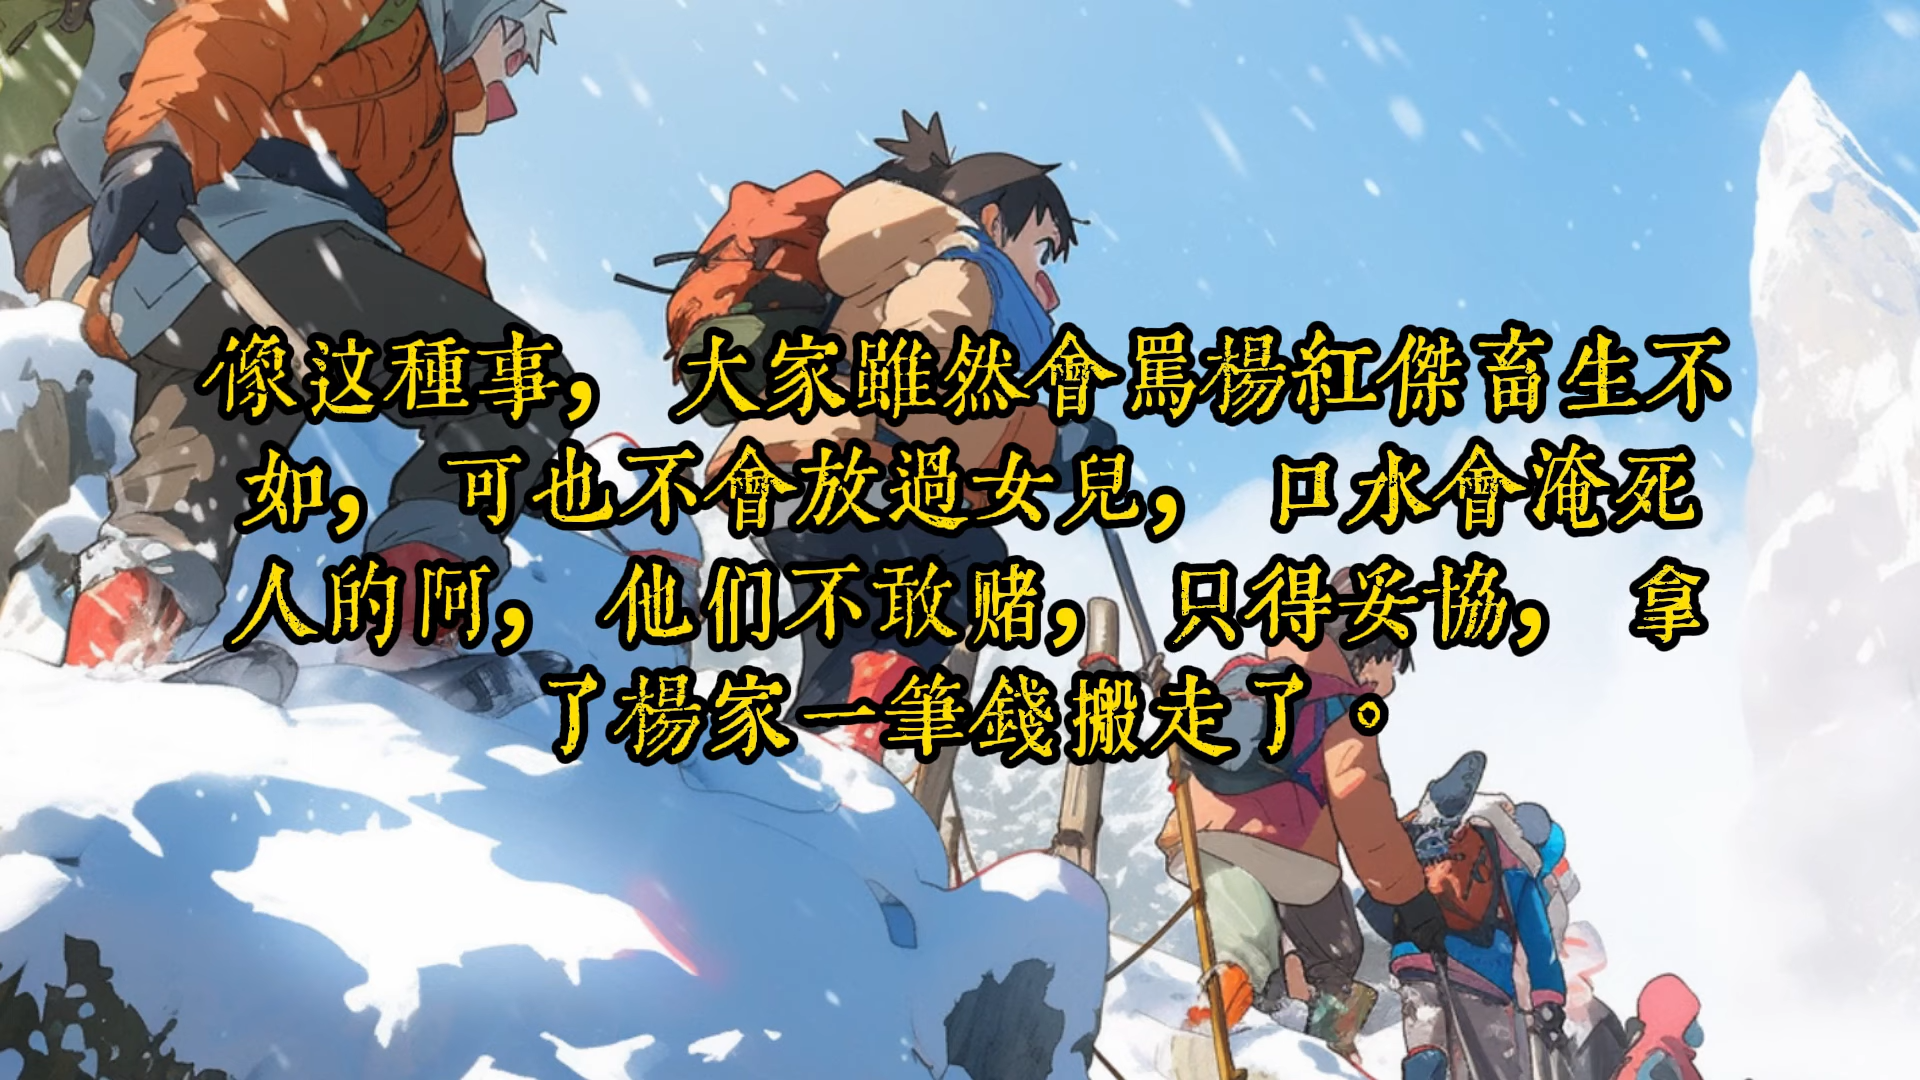 像这種事，大家雖然會罵楊紅傑畜生不
如，可也不會放過女兒，口水會淹死
人的阿，他们不敢赌，只得妥協，拿
了楊家一筆錢搬走了。